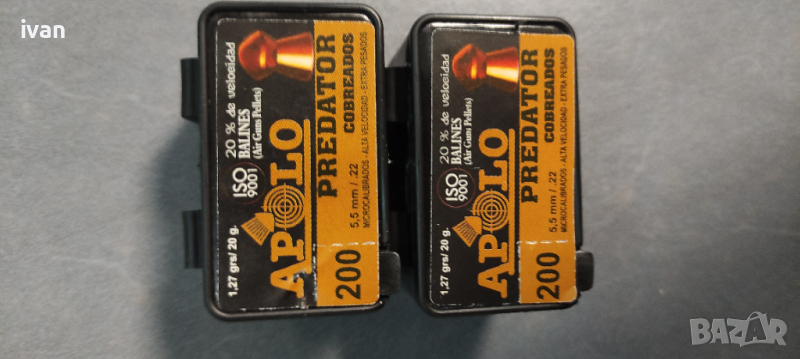 ivan
20 % de velocidad
ISO 9001
BALINES
(Air Guns Pellets)
1,27 grs/ 20 g.
APOLO
PREDATOR
COBREADOS
200
5,5 mm / .22
MICROCALIBRADOS - ALTA VELOCIDAD - EXTRA PESADOS
20 % de velocidad
ISO 9001
BALINES
(Air Guns Pellets)
1,27 grs/ 20 g.
APOLO
PREDATOR
COBREADOS
200
5,5 mm / .22
MICROCALIBRADOS - ALTA VELOCIDAD - EXTRA PESADOS
BAZAR